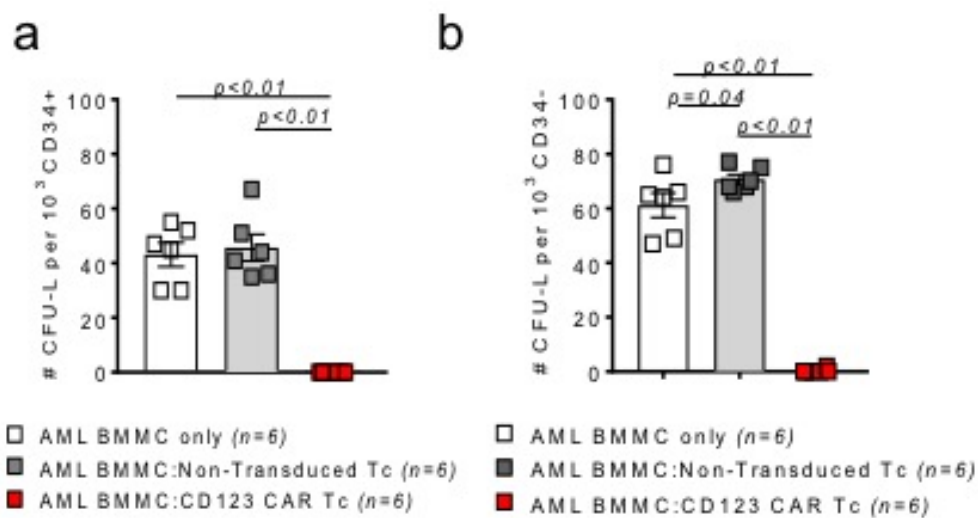 a
p<0.01
p<0.01
# CFU-L per 10³ CD34+
100
80
60
40
20
0
AML BMMC only (n=6)
AML BMMC:Non-Transduced Tc (n=6)
AML BMMC:CD123 CAR Tc (n=6)
b
p<0.01
p=0.04
p<0.01
# CFU-L per 10³ CD34-
100
80
60
40
20
0
AML BMMC only (n=6)
AML BMMC:Non-Transduced Tc (n=6)
AML BMMC:CD123 CAR Tc (n=6)